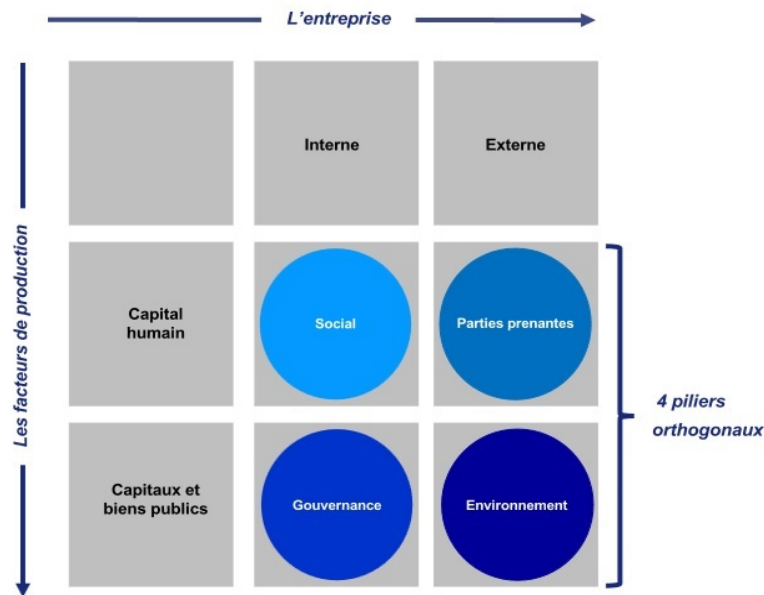 L'entreprise
Les facteurs de production
Interne
Externe
Capital
humain
Social
Parties prenantes
Capitaux et
biens publics
Gouvernance
Environnement
4 piliers
orthogonaux